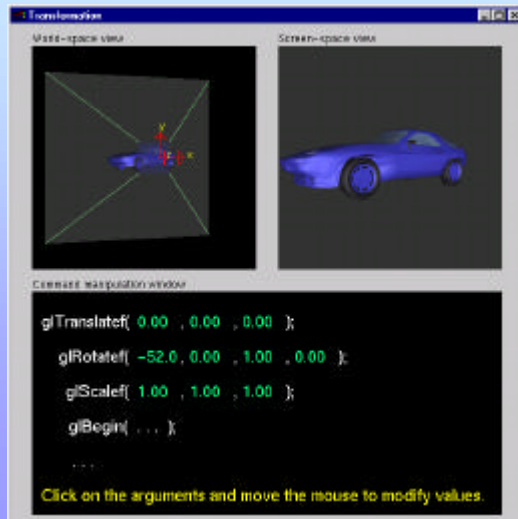 Transformation
World-space view
Screen-space view
y
z x
Command manipulation window
glTranslatef( 0.00 , 0.00 , 0.00 );
glRotatef( -52.0 , 0.00 , 1.00 , 0.00 );
glScalef( 1.00 , 1.00 , 1.00 );
glBegin( . . . );
. . .
Click on the arguments and move the mouse to modify values.